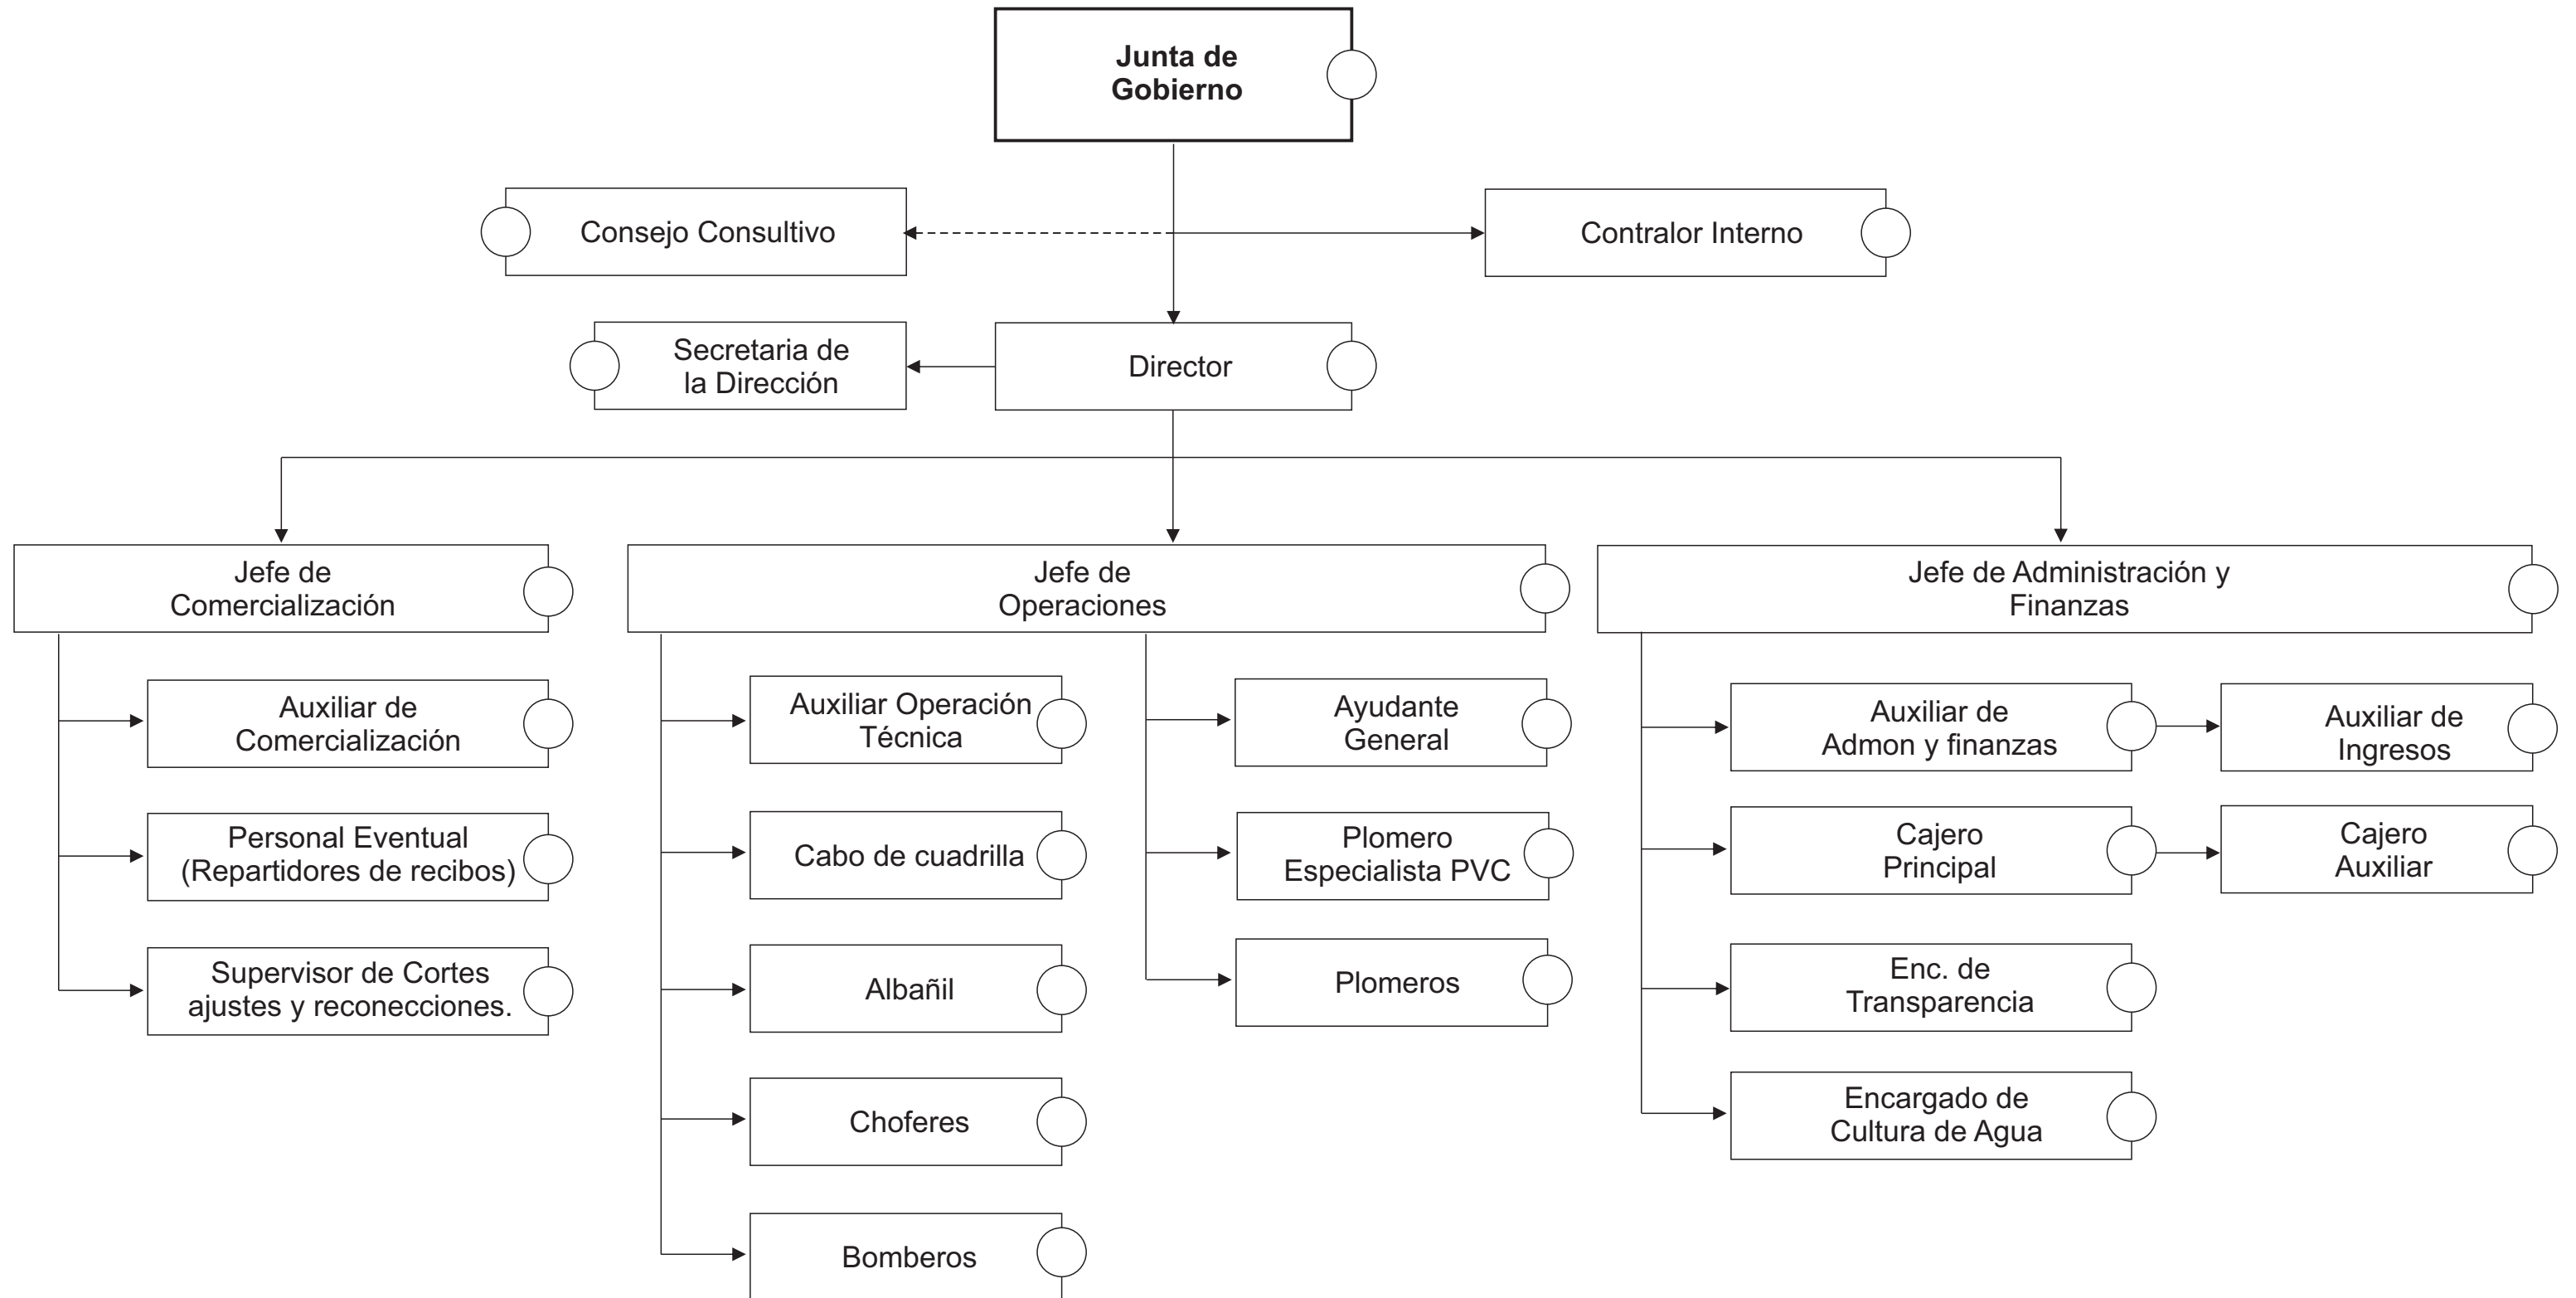 Junta de
Gobierno
Consejo Consultivo
Contralor Interno
Secretaria de
la Dirección
Director
Jefe de
Comercialización
Jefe de
Operaciones
Jefe de Administración y
Finanzas
Auxiliar de
Comercialización
Personal Eventual
(Repartidores de recibos)
Supervisor de Cortes
ajustes y reconecciones.
Auxiliar Operación
Técnica
Cabo de cuadrilla
Albañil
Choferes
Bomberos
Ayudante
General
Plomero
Especialista PVC
Plomeros
Auxiliar de
Admon y finanzas
Auxiliar de
Ingresos
Cajero
Principal
Cajero
Auxiliar
Enc. de
Transparencia
Encargado de
Cultura de Agua